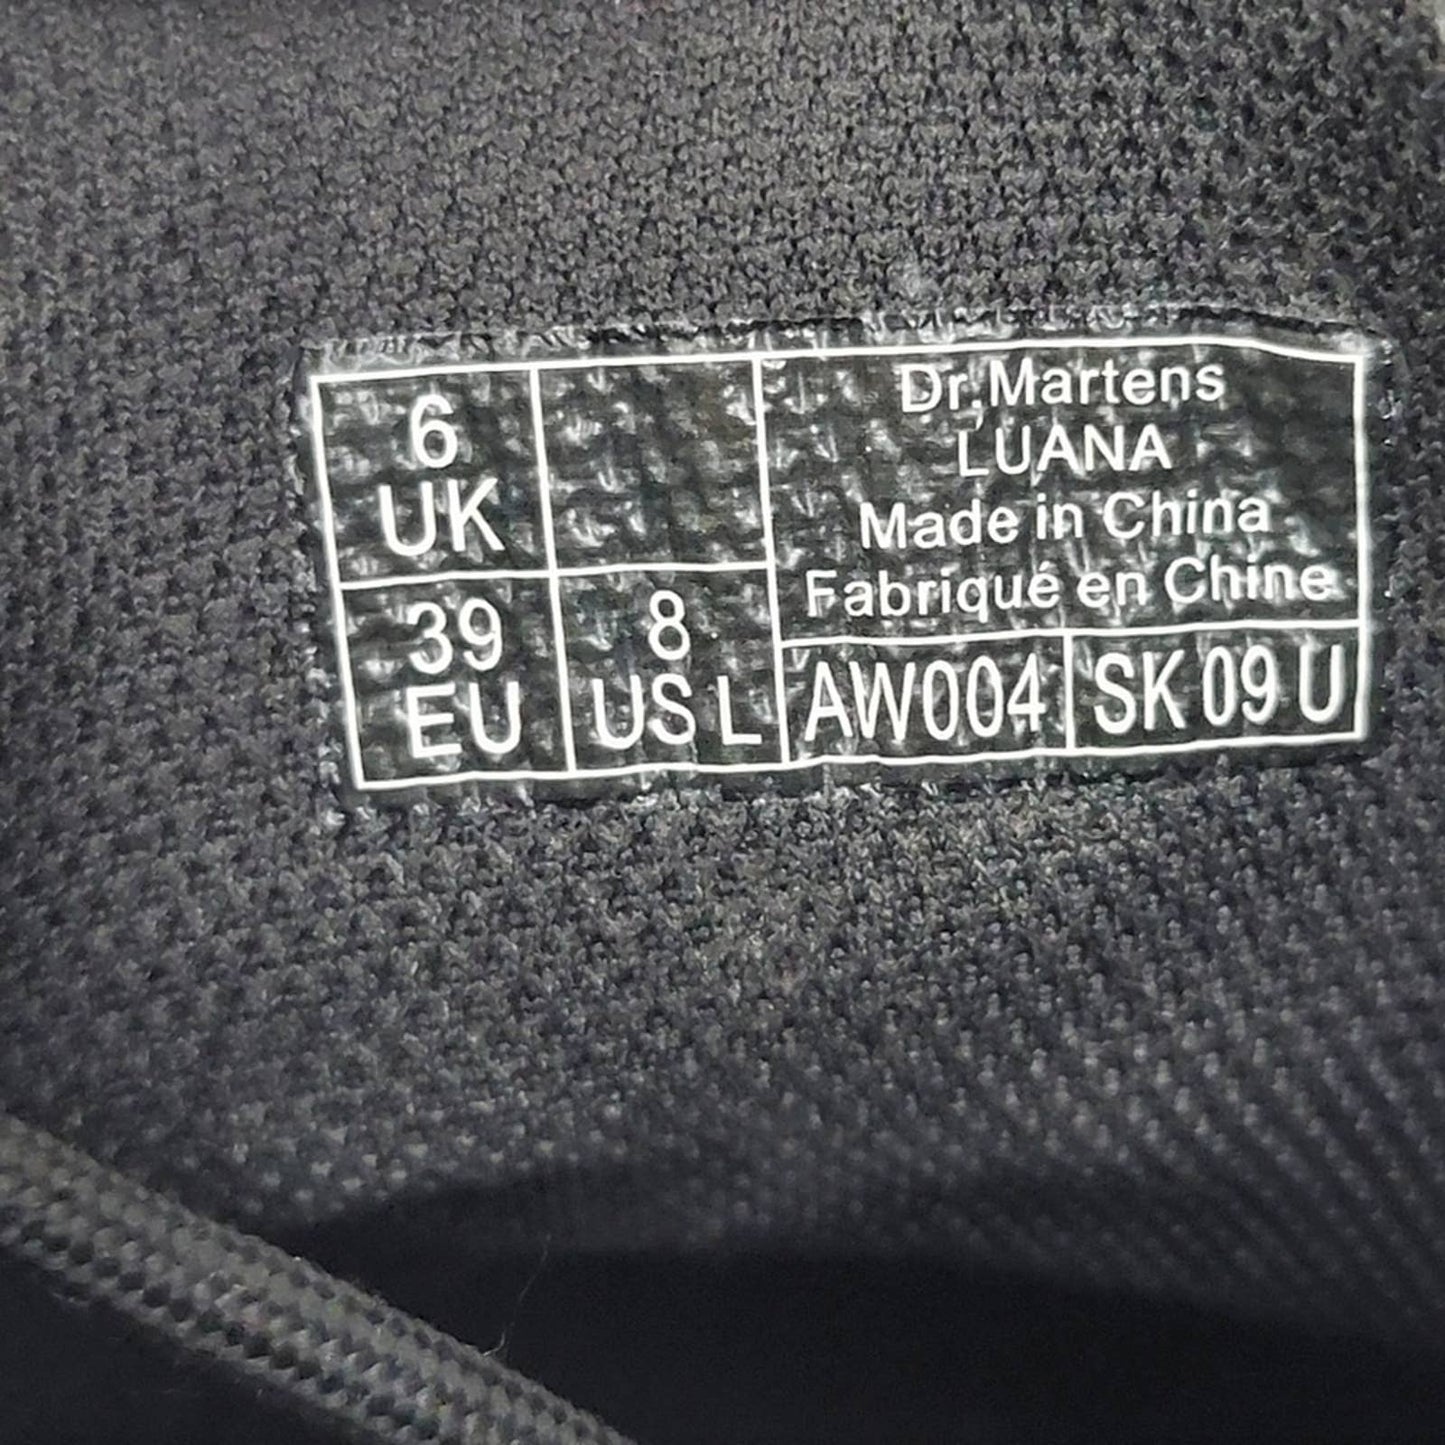 6
UK
39
EU
8
US L
Dr.Martens
LUANA
Made in China
Fabriqué en Chine
AW004
SK 09 U